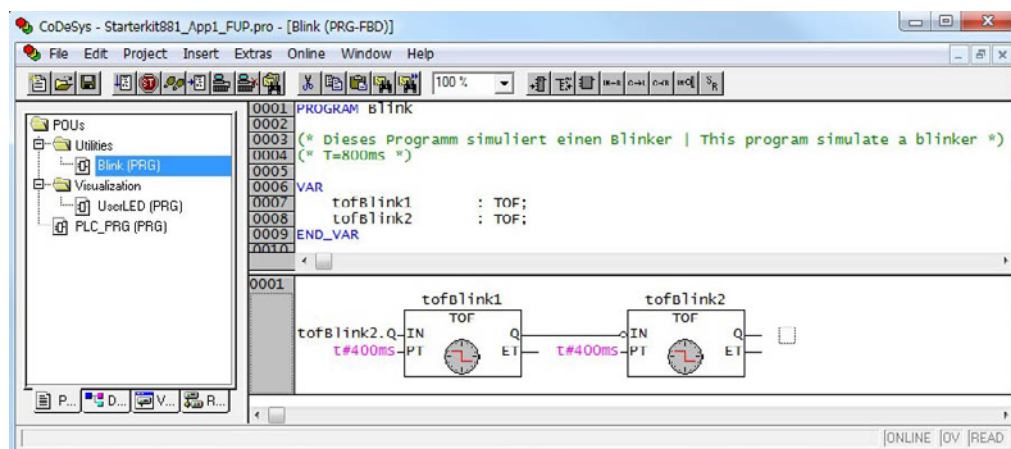 CoDeSys - Starterkit881_App1_FUP.pro - [Blink (PRG-FBD)]
File Edit Project Insert Extras Online Window Help
100 %
POUs
Utilities
Blink (PRG)
Visualization
UserLED (PRG)
PLC_PRG (PRG)
0001 PROGRAM Blink
0002
0003 (* Dieses Programm simuliert einen Blinker | This program simulate a blinker *)
0004 (* T=800ms *)
0005
0006 VAR
0007 tofBlink1 : TOF;
0008 tofBlink2 : TOF;
0009 END_VAR
0010
0001
tofBlink1 tofBlink2
TOF TOF
tofBlink2.Q IN Q IN Q
t#400ms PT ET t#400ms PT ET
P... D... V... R...
ONLINE OV READ